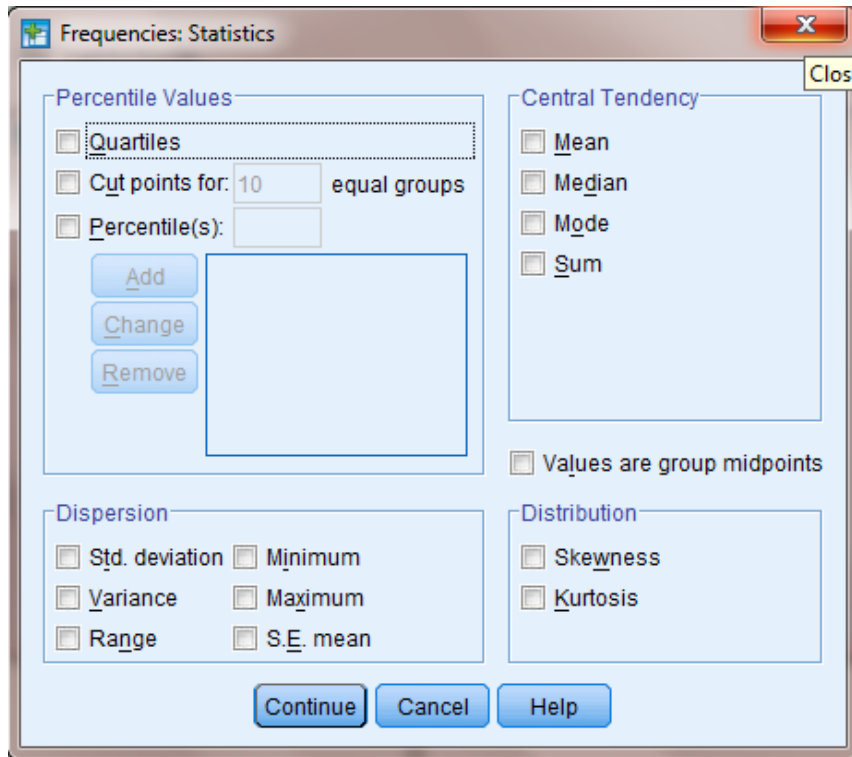 Frequencies: Statistics
X
Clos
Percentile Values
Quartiles
Cut points for: 10 equal groups
Percentile(s):
Add
Change
Remove
Central Tendency
Mean
Median
Mode
Sum
Values are group midpoints
Dispersion
Std. deviation
Minimum
Variance
Maximum
Range
S.E. mean
Distribution
Skewness
Kurtosis
Continue Cancel Help